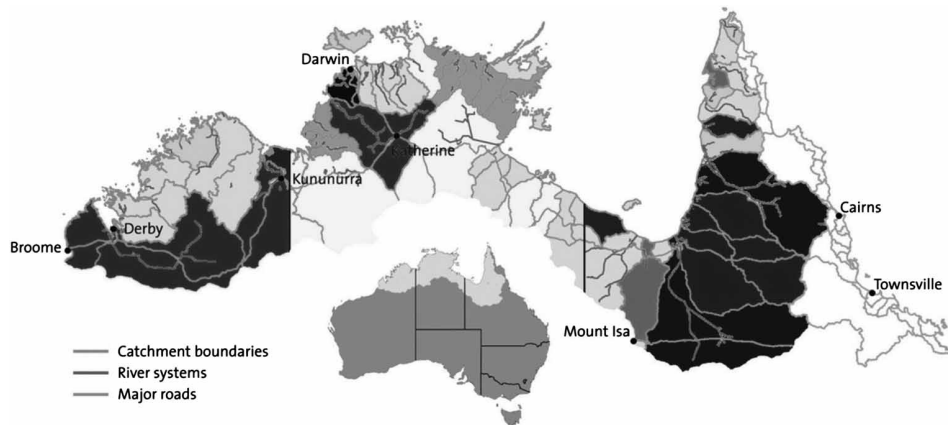 Darwin
Katherine
Kununurra
Derby
Broome
Cairns
Townsville
Mount Isa
Catchment boundaries
River systems
Major roads